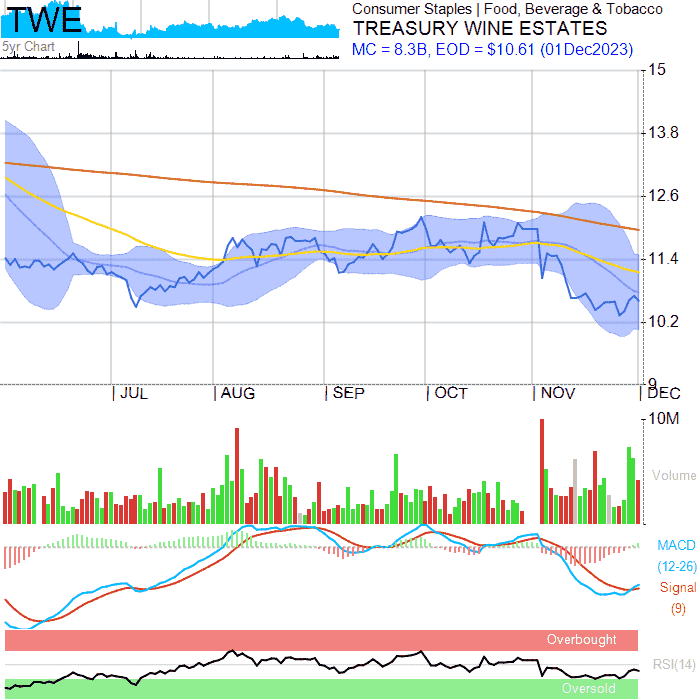 TWE
Consumer Staples | Food, Beverage & Tobacco
TREASURY WINE ESTATES
5yr Chart
MC = 8.3B, EOD = $10.61 (01Dec2023)
15
13.8
12.6
11.4
10.2
9
JUL
AUG
SEP
OCT
NOV
DEC
10M
Volume
MACD
(12-26)
Signal
(9)
Overbought
RSI(14)
Oversold